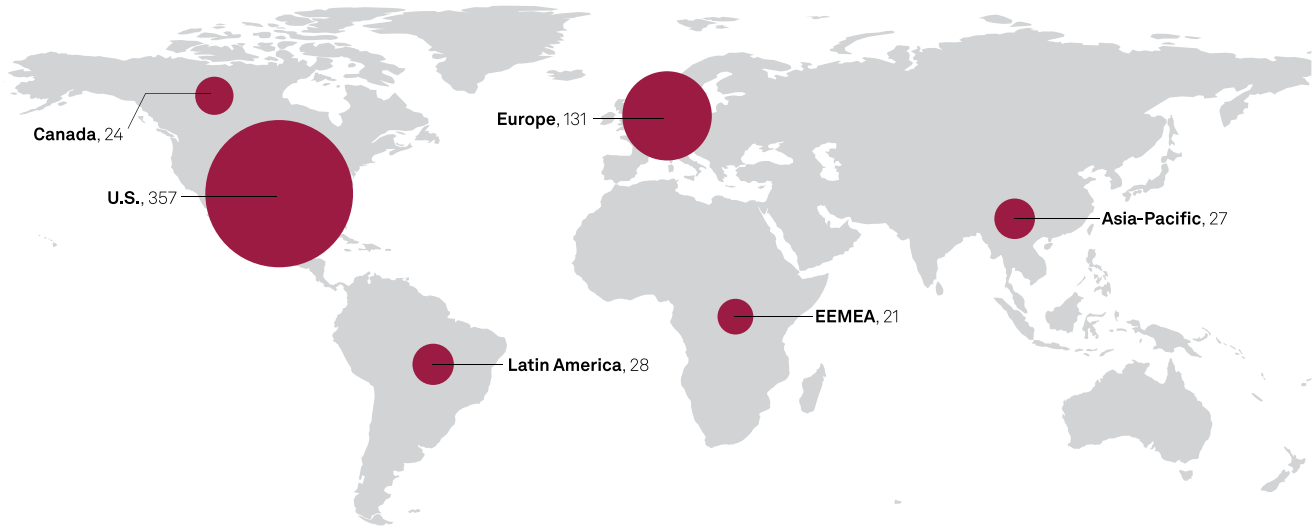 Canada, 24
Europe, 131
U.S., 357
Asia-Pacific, 27
EEMEA, 21
Latin America, 28